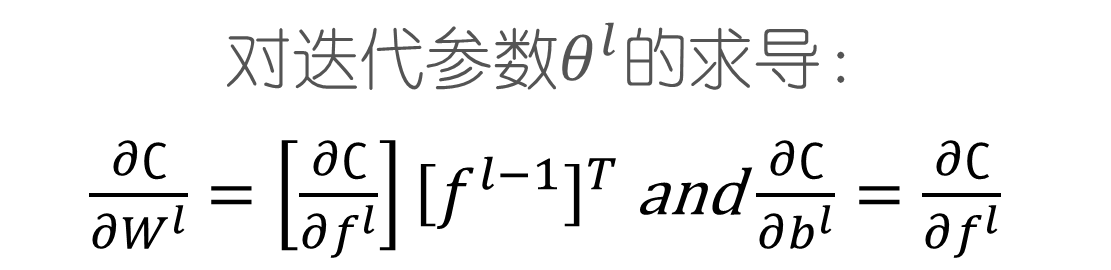 对迭代参数θ^l的求导：
∂C/∂W^l = [∂C/∂f^l] [f^{l−1}]^T and ∂C/∂b^l = ∂C/∂f^l